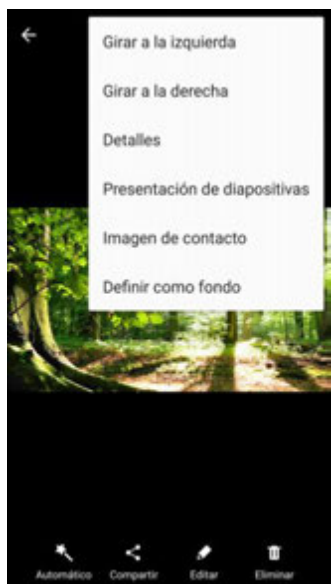 Girar a la izquierda
Girar a la derecha
Detalles
Presentación de diapositivas
Imagen de contacto
Definir como fondo
Automático Compartir Editar Eliminar